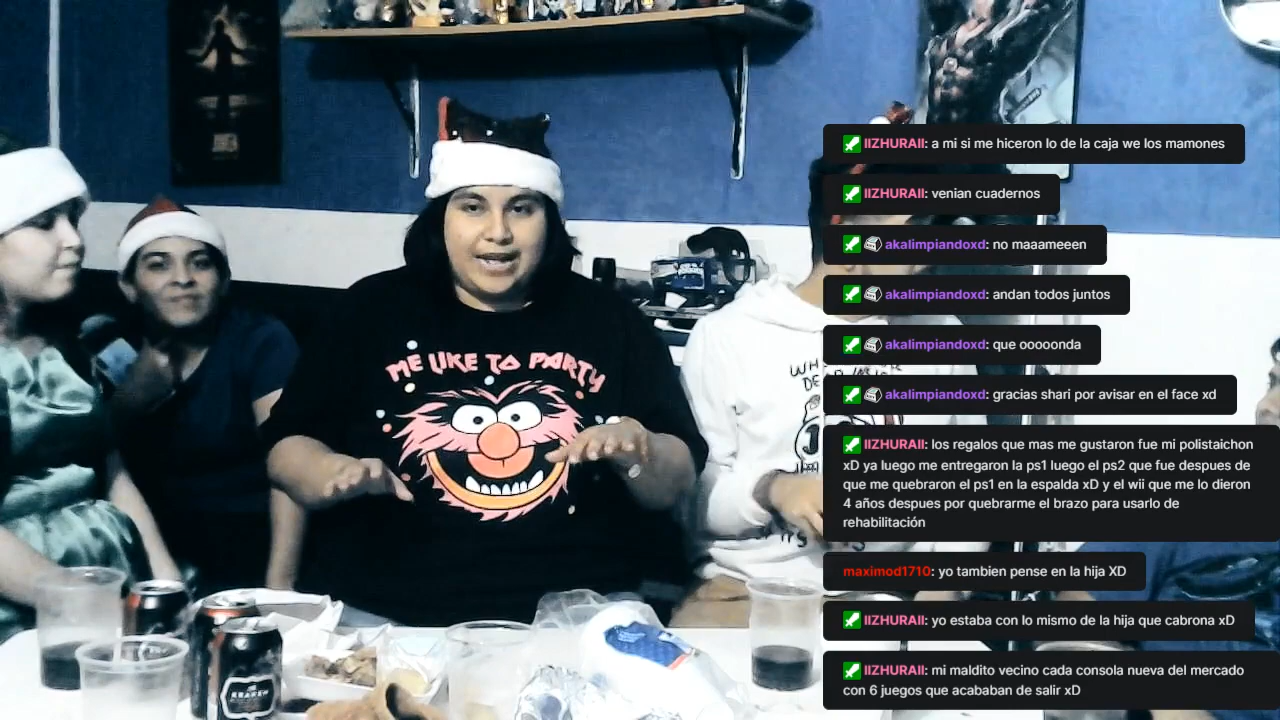 IIZHURAII: a mi si me hiceron lo de la caja we los mamones
IIZHURAII: venian cuadernos
akalimpiandoxd: no maaameeen
akalimpiandoxd: andan todos juntos
akalimpiandoxd: que ooooonda
akalimpiandoxd: gracias shari por avisar en el face xd
IIZHURAII: los regalos que mas me gustaron fue mi polistaichon
xD ya luego me entregaron la ps1 luego el ps2 que fue despues de
que me quebraron el ps1 en la espalda xD y el wii que me lo dieron
4 años despues por quebrarme el brazo para usarlo de
rehabilitación
maximod1710: yo tambien pense en la hija XD
IIZHURAII: yo estaba con lo mismo de la hija que cabrona xD
IIZHURAII: mi maldito vecino cada consola nueva del mercado
con 6 juegos que acababan de salir xD
ME LIKE TO PARTY
KRAKEN